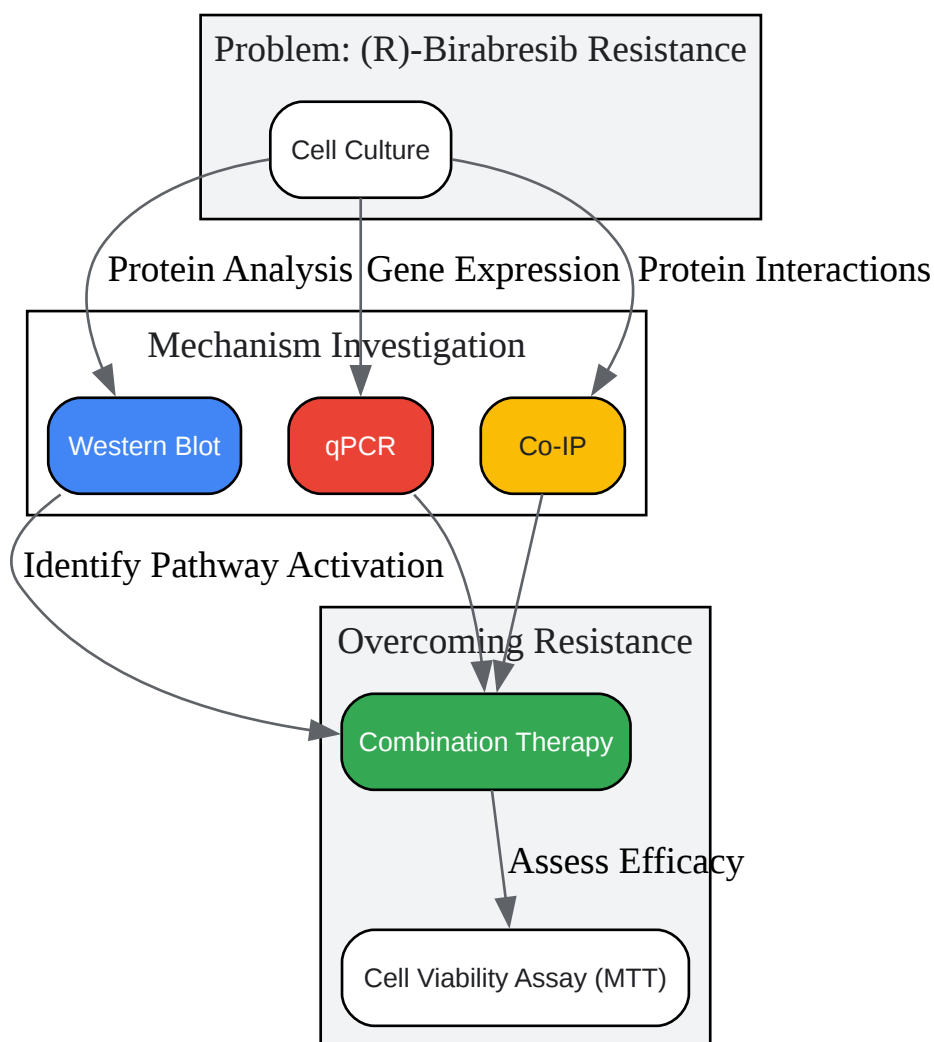 Problem: (R)-Birabresib Resistance
Cell Culture
Protein Analysis
Gene Expression
Protein Interactions
Mechanism Investigation
Western Blot
qPCR
Co-IP
Identify Pathway Activation
Overcoming Resistance
Combination Therapy
Assess Efficacy
Cell Viability Assay (MTT)